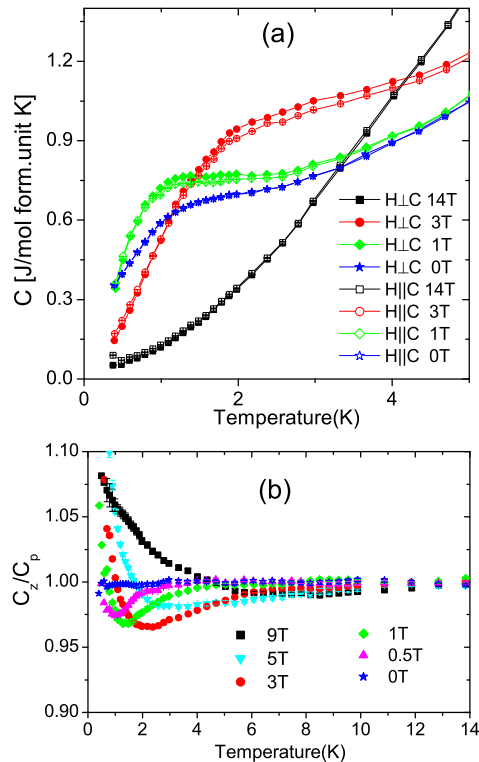 (a)
C [J/mol form.unit K]
1.2
0.9
0.6
0.3
0.0
H⊥C 14T
H⊥C 3T
H⊥C 1T
H⊥C 0T
H||C 14T
H||C 3T
H||C 1T
H||C 0T
0 2 4
Temperature(K)
(b)
C_z/C_p
1.10
1.05
1.00
0.95
0.90
9T
5T
3T
1T
0.5T
0T
0 2 4 6 8 10 12 14
Temperature(K)